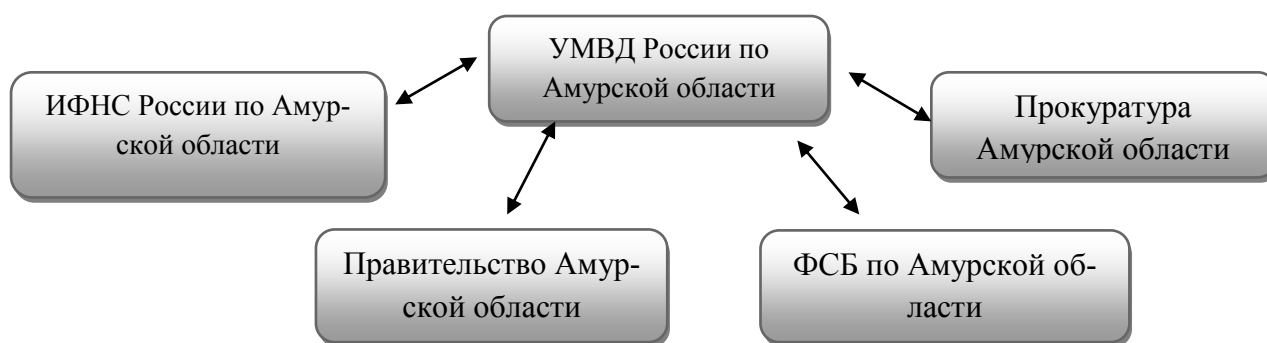 УМВД России по
Амурской области
ИФНС России по Амур-
ской области
Прокуратура
Амурской области
Правительство Амур-
ской области
ФСБ по Амурской об-
ласти